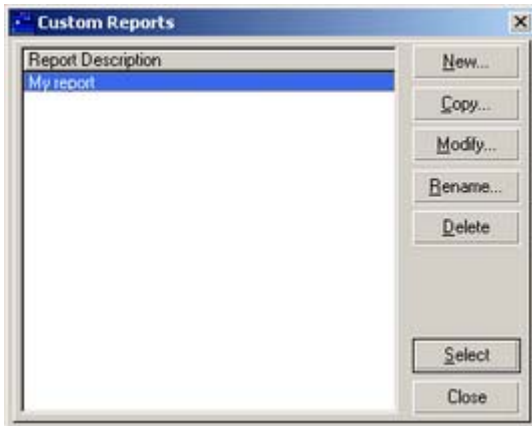 Custom Reports
Report Description
My report
New...
Copy...
Modify...
Rename...
Delete
Select
Close